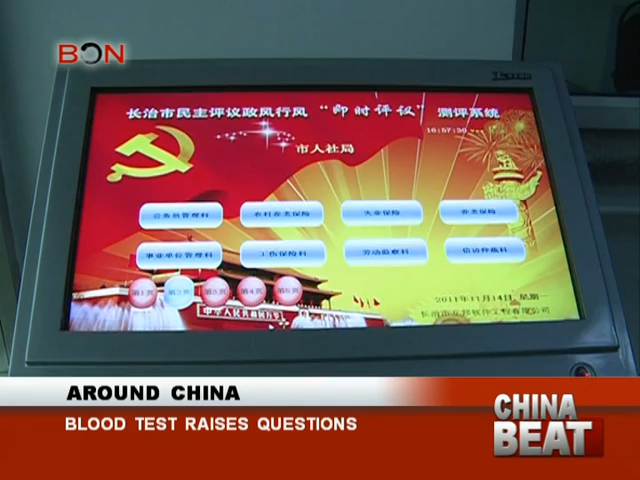 BON
长治市民主评议政风行风 “即时评议” 测评系统
16:57:30
市人社局
公务员管理科 农村养老保险 失业保险 养老保险
事业单位管理科 工伤保险科 劳动监察科 信访仲裁科
第1页 第2页 第3页 第4页 第5页
中华人民共和国万岁
2011年11月14日 星期一
AROUND CHINA
BLOOD TEST RAISES QUESTIONS
CHINA
BEAT